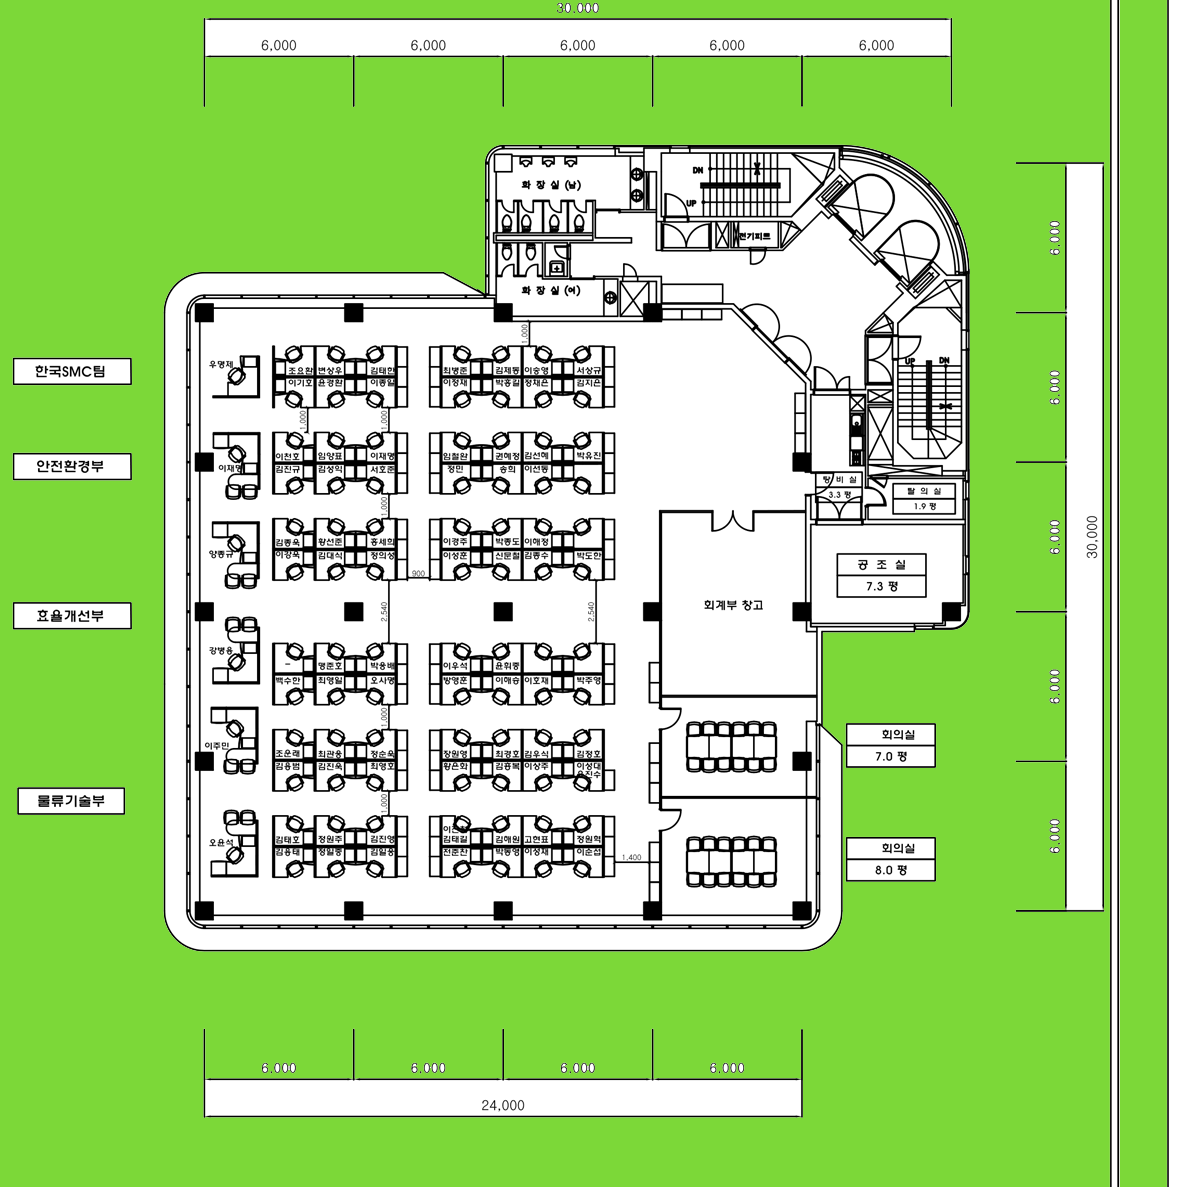 30,000
6,000 6,000 6,000 6,000 6,000
화 장 실 (남)
DN
UP
전기피트
6,000
화 장 실 (여)
1,000
우명제
조요환 변상우 김태한
이기호 윤경환 이종일
최병준 김제동 이승영 서상규
이정재 박홍길 정채은 김지은
UP DN
한국SMC팀
6,000
1,000 1,000
이재명
이천호 임양표 이재명
김진규 김성익 서호준
임철완 권혜정 김선혜 박유진
정민 송희 이선동
안전환경부
탕 비 실
3.3 평
탈 의 실
1.9 평
1,000
6,000
30,000
양종규
김종욱 황선준 홍세희
이강욱 김대식 정의성
이경주 박종도 이혜정
이성훈 신문철 김종수 박도한
공 조 실
7.3 평
900
회계부 창고
2,540 2,540
효율개선부
강병용
- 맹준호 박용배
백수한 최영일 오사명
이우석 윤휘중
방영훈 이해승 이호재 박주영
6,000
1,000
이주민
조운래 최관용 정순욱
김용범 김진욱 최영호
장원영 최경호 김우식 김정호
황은화 김홍복 이상주 이성대
윤진수
회의실
7.0 평
물류기술부
1,000
6,000
오윤석
김태호 정원주 김진영
김용태 정일중 김일중
김태길 김해원 고현표 정원혁
전준찬 박동영 이성재 이순섭
1,400
회의실
8.0 평
6,000 6,000 6,000 6,000
24,000